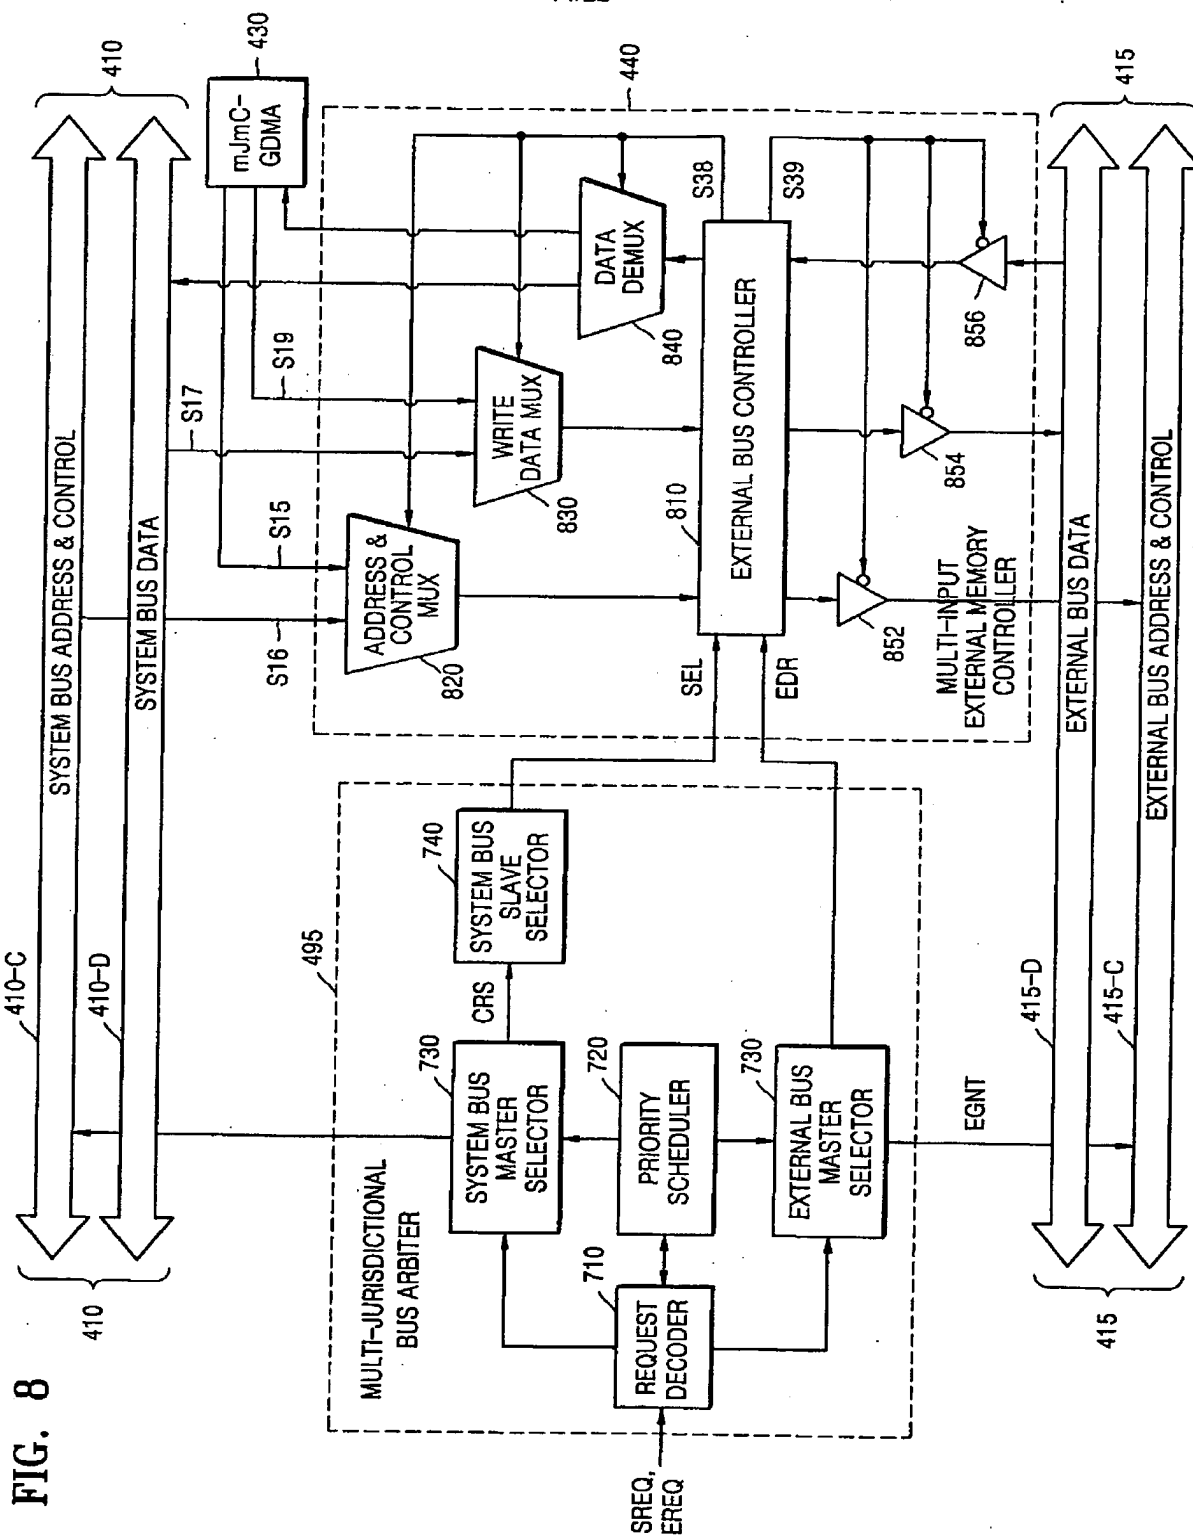 FIG. 8
410
410-C
SYSTEM BUS ADDRESS & CONTROL
410
410-D
SYSTEM BUS DATA
430
mJmC-
GDMA
495
MULTI-JURISDICTIONAL
BUS ARBITER
SREQ,
EREQ
710
REQUEST
DECODER
730
SYSTEM BUS
MASTER
SELECTOR
720
PRIORITY
SCHEDULER
730
EXTERNAL BUS
MASTER
SELECTOR
CRS
740
SYSTEM BUS
SLAVE
SELECTOR
EGNT
SEL
EDR
440
S16
S15
S17
S19
ADDRESS &
CONTROL
MUX
820
WRITE
DATA MUX
830
DATA
DEMUX
840
S38
S39
810
EXTERNAL BUS CONTROLLER
852
854
856
MULTI-INPUT
EXTERNAL MEMORY
CONTROLLER
415
415-D
EXTERNAL BUS DATA
415
415-C
EXTERNAL BUS ADDRESS & CONTROL